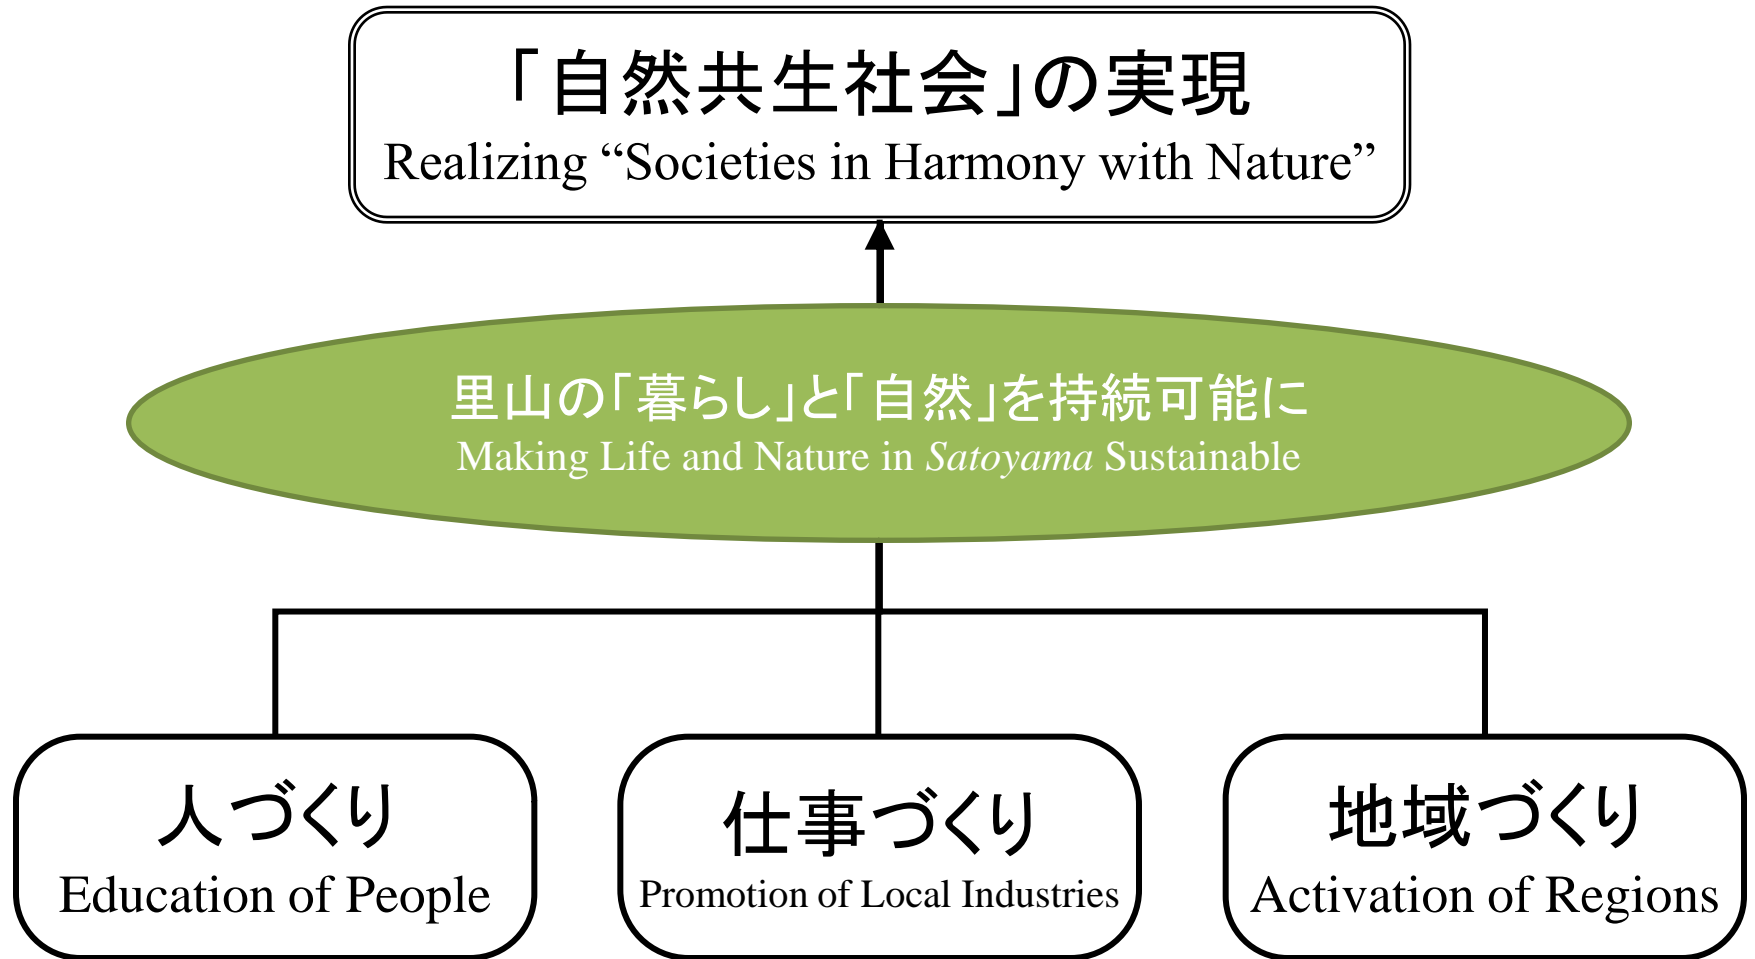 「自然共生社会」の実現
Realizing “Societies in Harmony with Nature”
里山の「暮らし」と「自然」を持続可能に
Making Life and Nature in Satoyama Sustainable
人づくり
Education of People
仕事づくり
Promotion of Local Industries
地域づくり
Activation of Regions